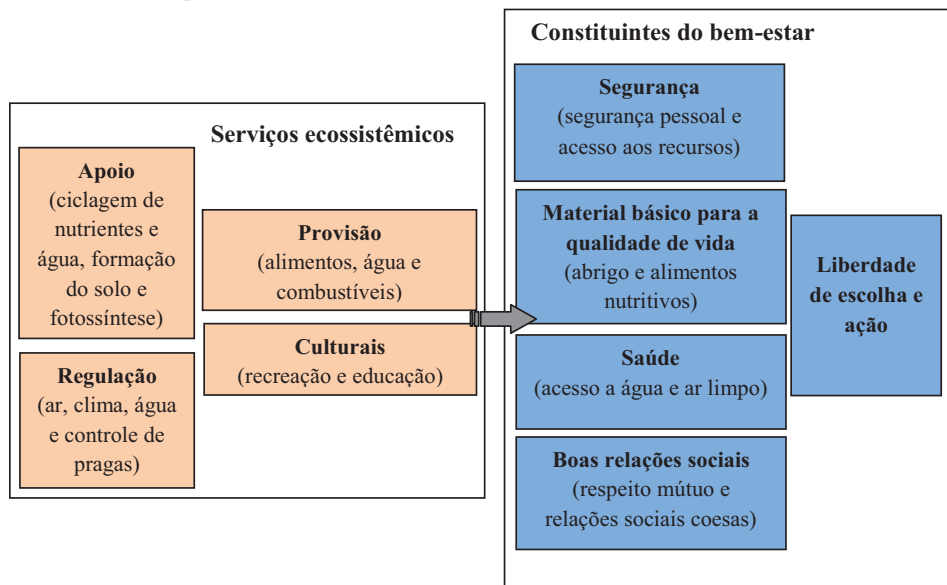 Serviços ecossistêmicos
Apoio
(ciclagem de
nutrientes e
água, formação
do solo e
fotossíntese)
Regulação
(ar, clima, água
e controle de
pragas)
Provisão
(alimentos, água e
combustíveis)
Culturais
(recreação e educação)
Constituintes do bem-estar
Segurança
(segurança pessoal e
acesso aos recursos)
Material básico para a
qualidade de vida
(abrigo e alimentos
nutritivos)
Saúde
(acesso a água e ar limpo)
Boas relações sociais
(respeito mútuo e
relações sociais coesas)
Liberdade
de escolha e
ação